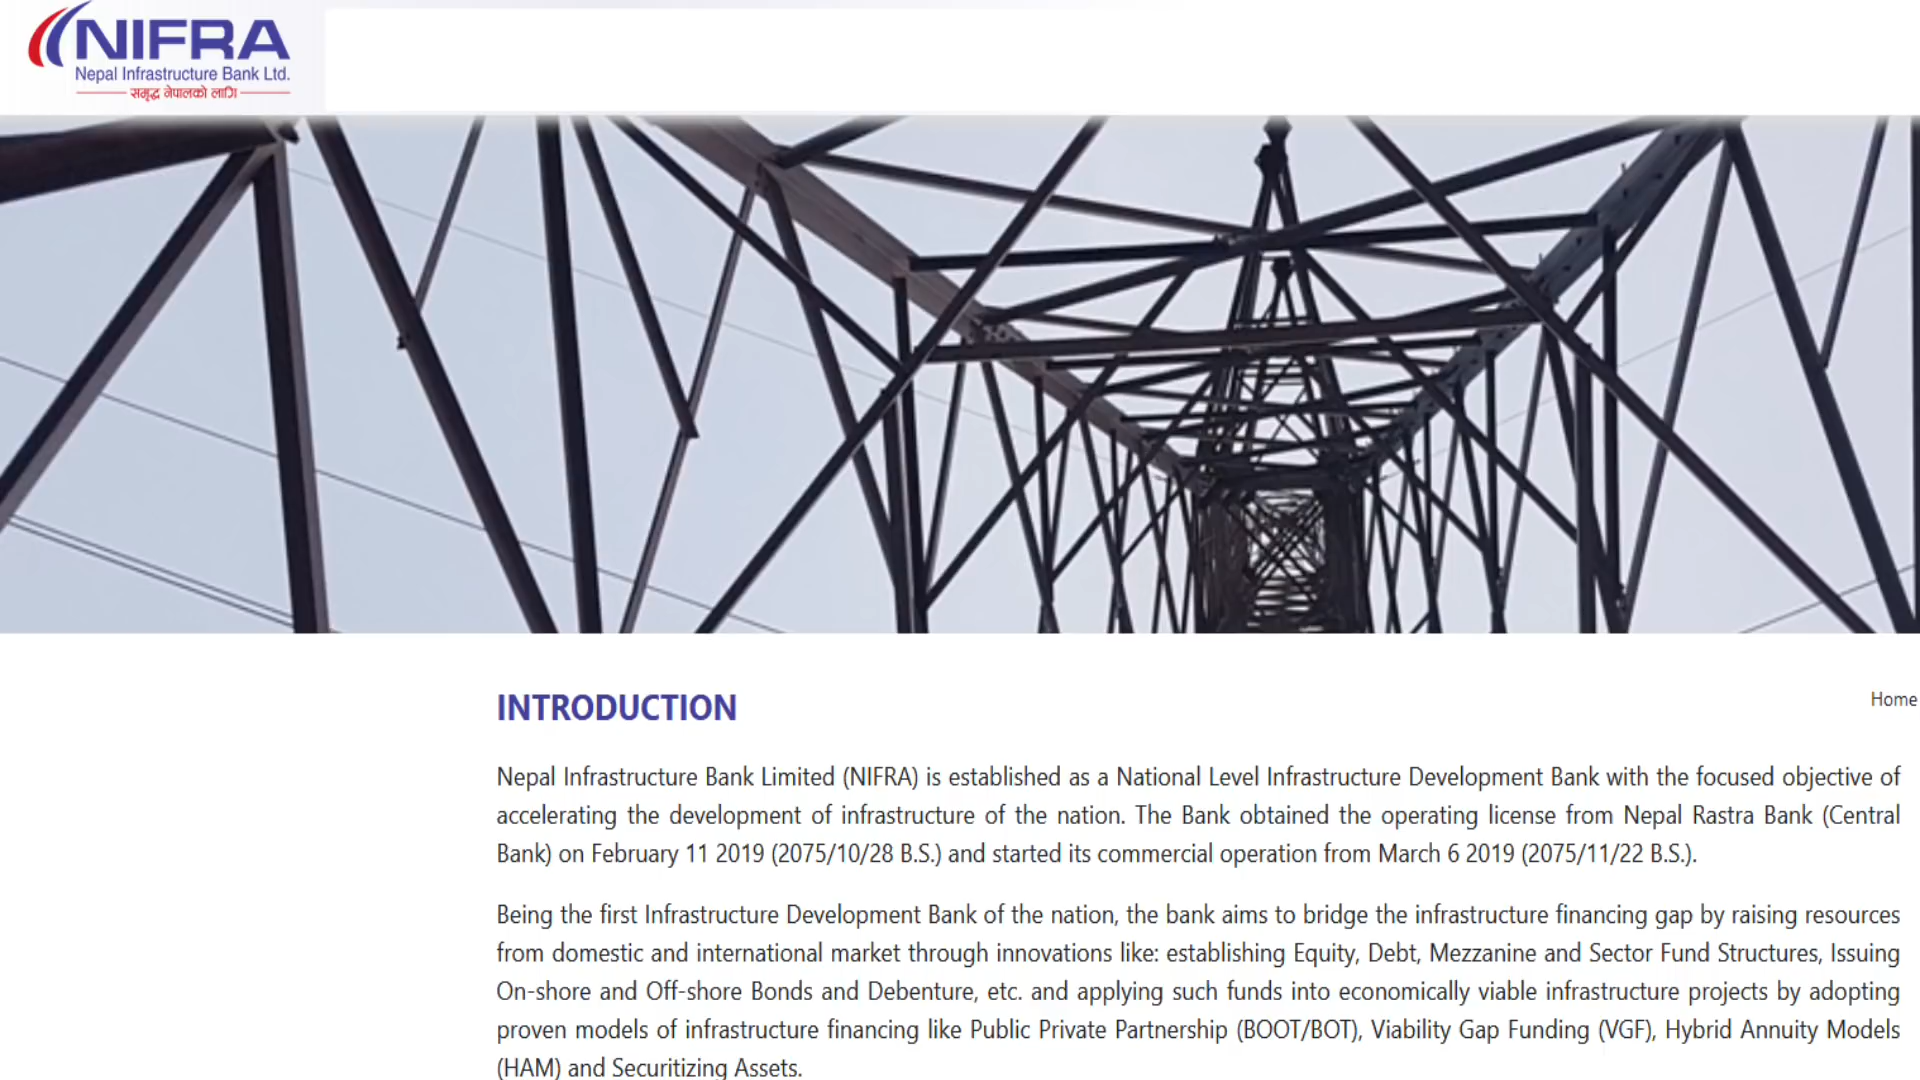 NIFRA
Nepal Infrastructure Bank Ltd.
समृद्ध नेपालको लागि
INTRODUCTION
Home
Nepal Infrastructure Bank Limited (NIFRA) is established as a National Level Infrastructure Development Bank with the focused objective of
accelerating the development of infrastructure of the nation. The Bank obtained the operating license from Nepal Rastra Bank (Central
Bank) on February 11 2019 (2075/10/28 B.S.) and started its commercial operation from March 6 2019 (2075/11/22 B.S.).
Being the first Infrastructure Development Bank of the nation, the bank aims to bridge the infrastructure financing gap by raising resources
from domestic and international market through innovations like: establishing Equity, Debt, Mezzanine and Sector Fund Structures, Issuing
On-shore and Off-shore Bonds and Debenture, etc. and applying such funds into economically viable infrastructure projects by adopting
proven models of infrastructure financing like Public Private Partnership (BOOT/BOT), Viability Gap Funding (VGF), Hybrid Annuity Models
(HAM) and Securitizing Assets.